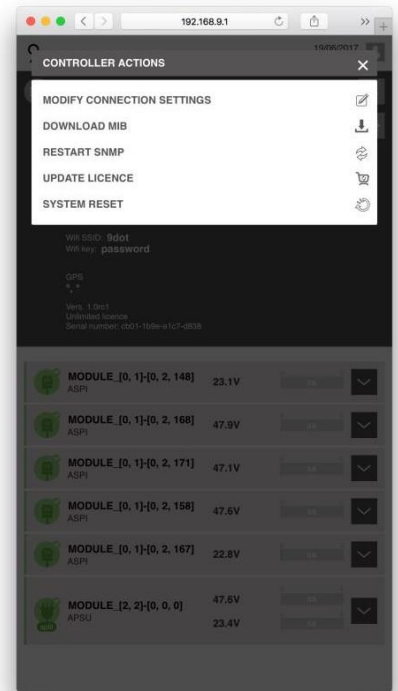 192.168.9.1
19/06/2017
CONTROLLER ACTIONS
MODIFY CONNECTION SETTINGS
DOWNLOAD MIB
RESTART SNMP
UPDATE LICENCE
SYSTEM RESET
Wifi SSID: 9dot
Wifi key: password
GPS
°, °
Vers: 1.0rc1
Unlimited licence
Serial number: cb01-1b9e-a1c7-d838
MODULE_[0, 1]-[0, 2, 148] 23.1V
ASPI
MODULE_[0, 1]-[0, 2, 168] 47.9V
ASPI
MODULE_[0, 1]-[0, 2, 171] 47.1V
ASPI
MODULE_[0, 1]-[0, 2, 158] 47.6V
ASPI
MODULE_[0, 1]-[0, 2, 167] 22.8V
ASPI
47.6V
MODULE_[2, 2]-[0, 0, 0]
APSU
23.4V